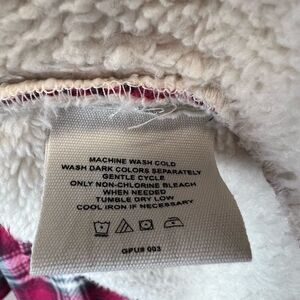 MACHINE WASH COLD
WASH DARK COLORS SEPARATELY
GENTLE CYCLE
ONLY NON-CHLORINE BLEACH
WHEN NEEDED
TUMBLE DRY LOW
COOL IRON IF NECESSARY
GPU# 003